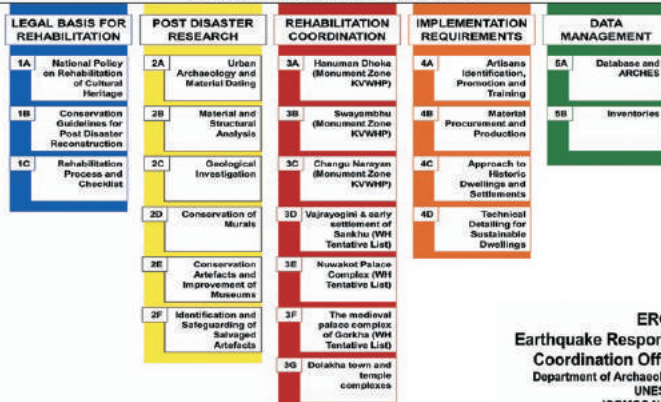 LEGAL BASIS FOR
REHABILITATION
1A National Policy
on Rehabilitation
of Cultural
Heritage
1B Conservation
Guidelines for
Post Disaster
Reconstruction
1C Rehabilitation
Process and
Checklist
POST DISASTER
RESEARCH
2A Urban
Archaeology and
Material Dating
2B Material and
Structural
Analysis
2C Geological
Investigation
2D Conservation of
Murals
2E Conservation
Artefacts and
Improvement of
Museums
2F Identification and
Safeguarding of
Salvaged
Artefacts
REHABILITATION
COORDINATION
3A Hanuman Dhoka
(Monument Zone
KVWHP)
3B Swayambhu
(Monument Zone
KVWHP)
3C Changu Narayan
(Monument Zone
KVWHP)
3D Vajrayogini & early
settlement of
Sankhu (WH
Tentative List)
3E Nuwakot Palace
Complex (WH
Tentative List)
3F The medieval
palace complex
of Gorkha (WH
Tentative List)
3G Dolakha town and
temple
complexes
IMPLEMENTATION
REQUIREMENTS
4A Artisans
Identification,
Promotion and
Training
4B Material
Procurement and
Production
4C Approach to
Historic
Dwellings and
Settlements
4D Technical
Detailing for
Sustainable
Dwellings
DATA
MANAGEMENT
5A Database and
ARCHES
5B Inventories
ERC
Earthquake Respon
Coordination Off
Department of Archaeol
UNES